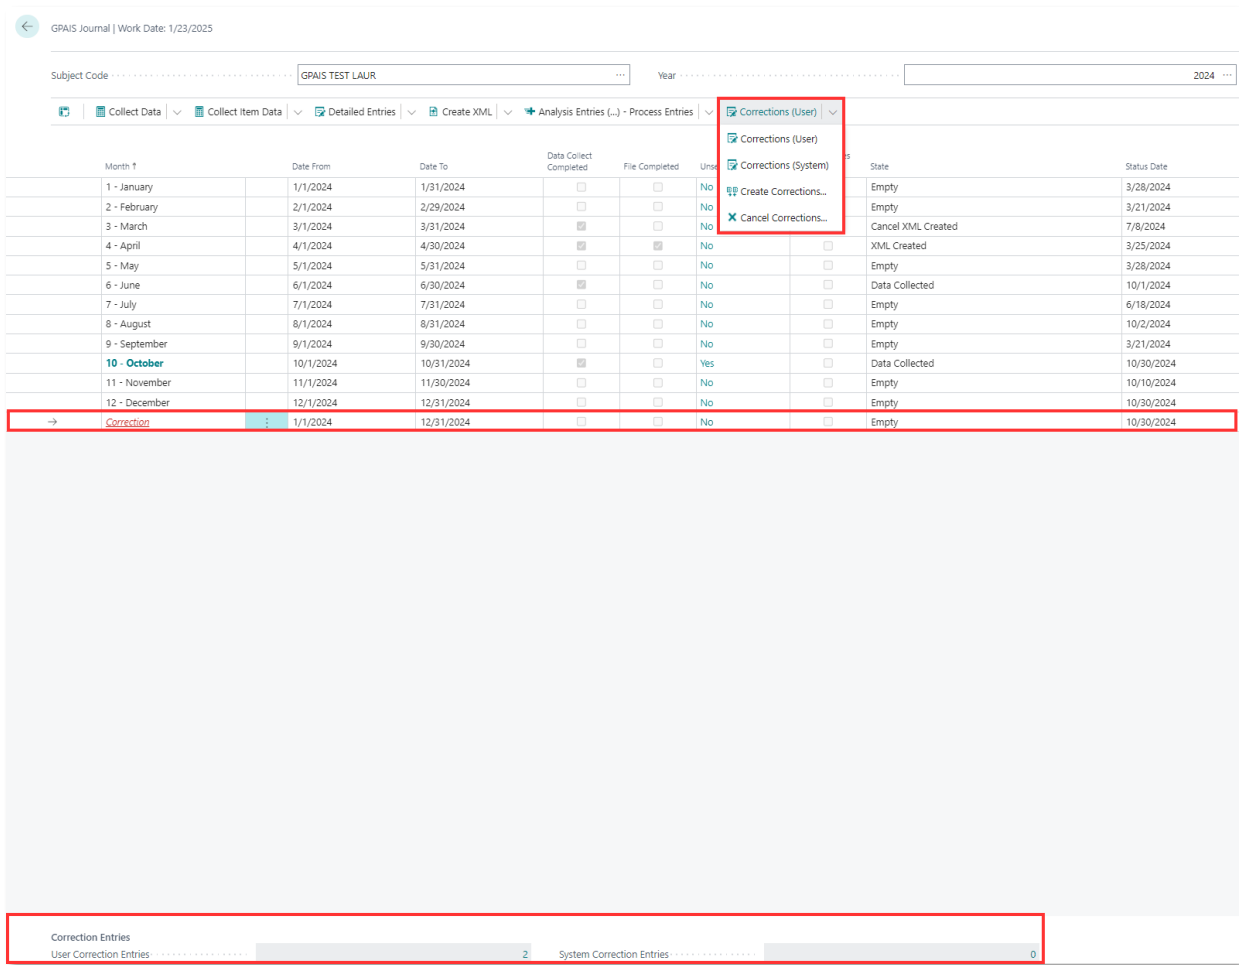 GPAIS Journal | Work Date: 1/23/2025
Subject Code GPAIS TEST LAUR ... Year 2024 ...
Collect Data Collect Item Data Detailed Entries Create XML Analysis Entries (...) - Process Entries Corrections (User)
Corrections (User)
Corrections (System)
Create Corrections...
Cancel Corrections...
Month ↑ Date From Date To Data Collect Completed File Completed State Status Date
1 - January 1/1/2024 1/31/2024 No Empty 3/28/2024
2 - February 2/1/2024 2/29/2024 No Empty 3/21/2024
3 - March 3/1/2024 3/31/2024 No Cancel XML Created 7/8/2024
4 - April 4/1/2024 4/30/2024 No XML Created 3/25/2024
5 - May 5/1/2024 5/31/2024 No Empty 3/28/2024
6 - June 6/1/2024 6/30/2024 No Data Collected 10/1/2024
7 - July 7/1/2024 7/31/2024 No Empty 6/18/2024
8 - August 8/1/2024 8/31/2024 No Empty 10/2/2024
9 - September 9/1/2024 9/30/2024 No Empty 3/21/2024
10 - October 10/1/2024 10/31/2024 Yes Data Collected 10/30/2024
11 - November 11/1/2024 11/30/2024 No Empty 10/10/2024
12 - December 12/1/2024 12/31/2024 No Empty 10/30/2024
Correction 1/1/2024 12/31/2024 No Empty 10/30/2024
Correction Entries
User Correction Entries 2 System Correction Entries 0